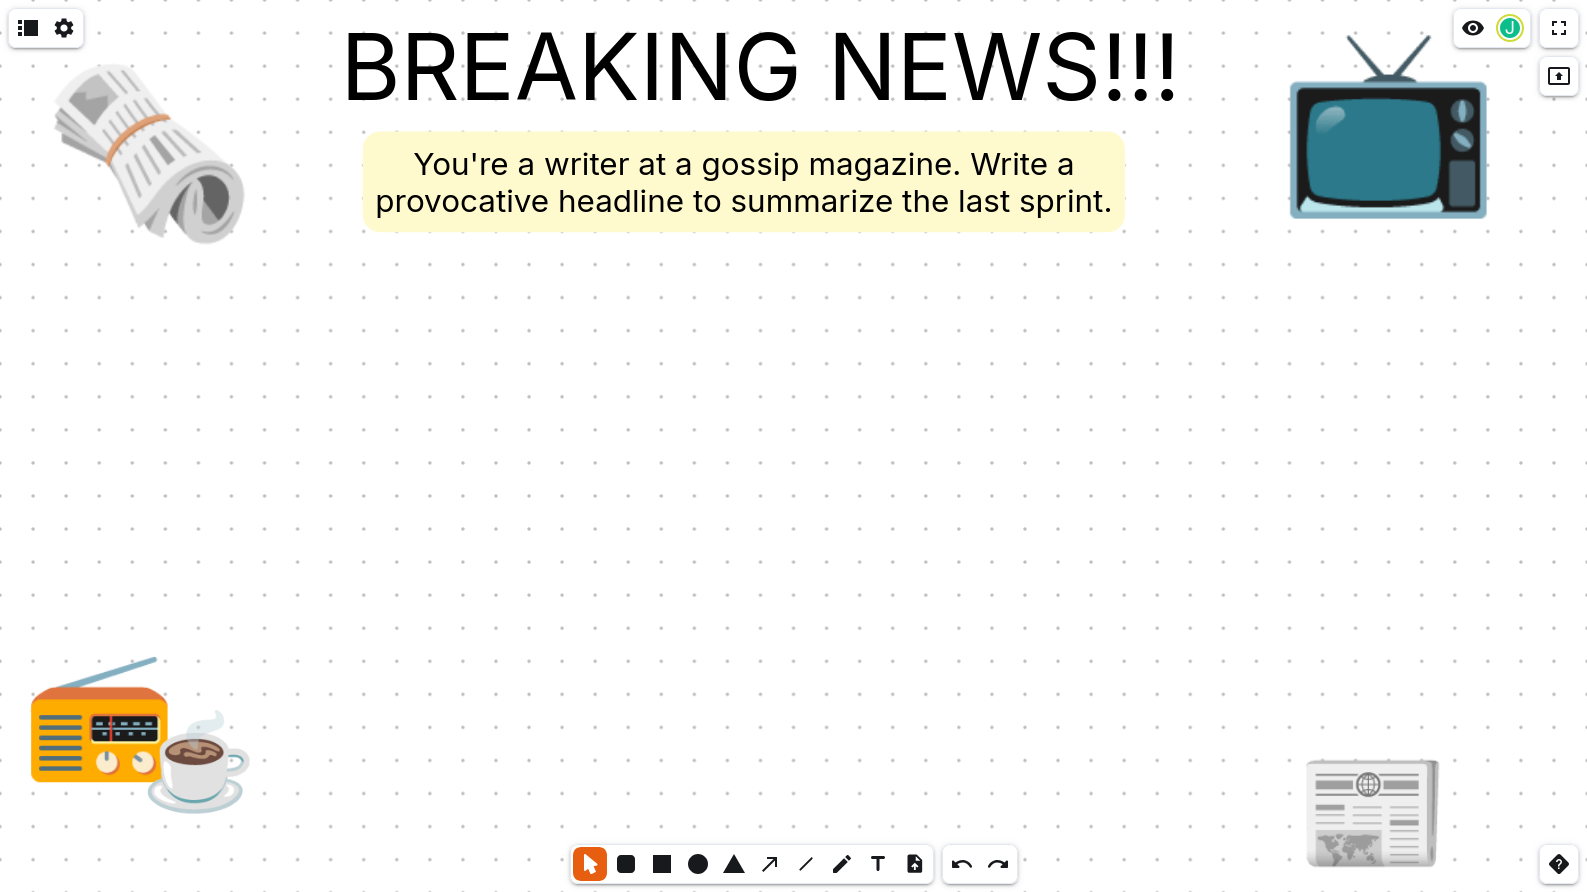 BREAKING NEWS!!!
J
You're a writer at a gossip magazine. Write a
provocative headline to summarize the last sprint.